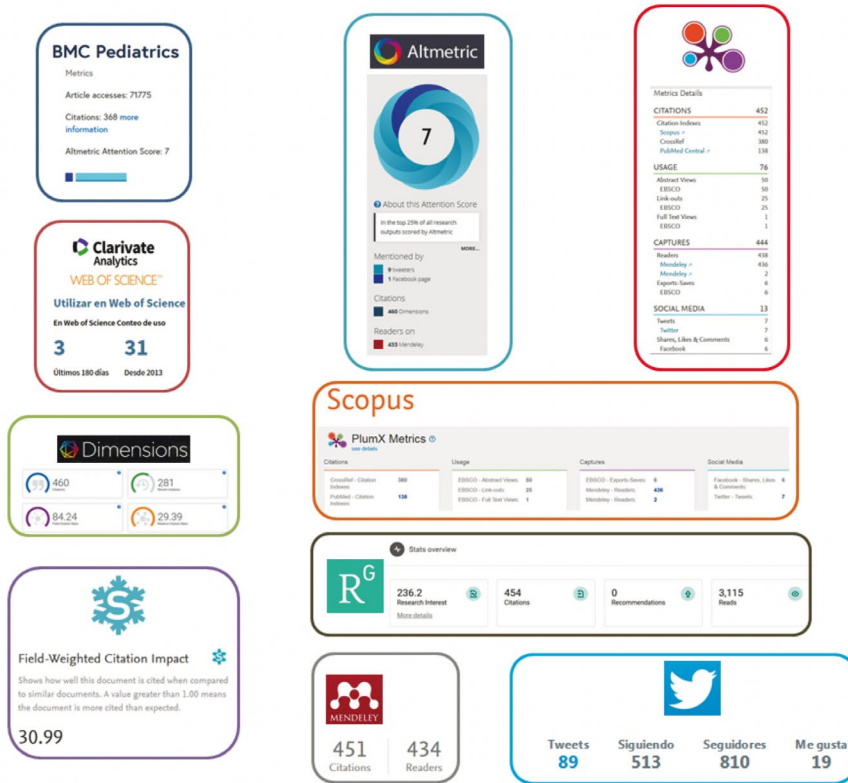 BMC Pediatrics
Metrics
Article accesses: 71775
Citations: 368 more
information
Altmetric Attention Score: 7
Clarivate
Analytics
WEB OF SCIENCE™
Utilizar en Web of Science
En Web of Science Conteo de uso
3 31
Últimos 180 días Desde 2013
Dimensions
460
Citations
281
Recent citations
84.24
Field Citation Ratio
29.39
Relative Citation Ratio
S
Field-Weighted Citation Impact
Shows how well this document is cited when compared
to similar documents. A value greater than 1.00 means
the document is more cited than expected.
30.99
Altmetric
7
About this Attention Score
In the top 25% of all research
outputs scored by Altmetric
MORE...
Mentioned by
9 tweeters
1 Facebook page
Citations
460 Dimensions
Readers on
433 Mendeley
Metrics Details
CITATIONS 452
Citation Indexes 452
Scopus 452
CrossRef 380
PubMed Central 138
USAGE 76
Abstract Views 50
EBSCO 50
Link-outs 25
EBSCO 25
Full Text Views 1
EBSCO 1
CAPTURES 444
Readers 438
Mendeley 436
Mendeley 2
Exports-Saves 6
EBSCO 6
SOCIAL MEDIA 13
Tweets 7
Twitter 7
Shares, Likes & Comments 6
Facebook 6
Scopus
PlumX Metrics
see details
Citations Usage Captures Social Media
CrossRef - Citation 380 EBSCO - Abstract Views 50 EBSCO - Exports-Saves 6 Facebook - Shares, Likes 6
Indexes EBSCO - Link-outs 25 Mendeley - Readers 436 & Comments
PubMed - Citation 138 EBSCO - Full Text Views 1 Mendeley - Readers 2 Twitter - Tweets 7
Indexes
Stats overview
RG
236.2 454 0 3,115
Research Interest Citations Recommendations Reads
More details
MENDELEY
451 434
Citations Readers
Tweets Siguiendo Seguidores Me gusta
89 513 810 19